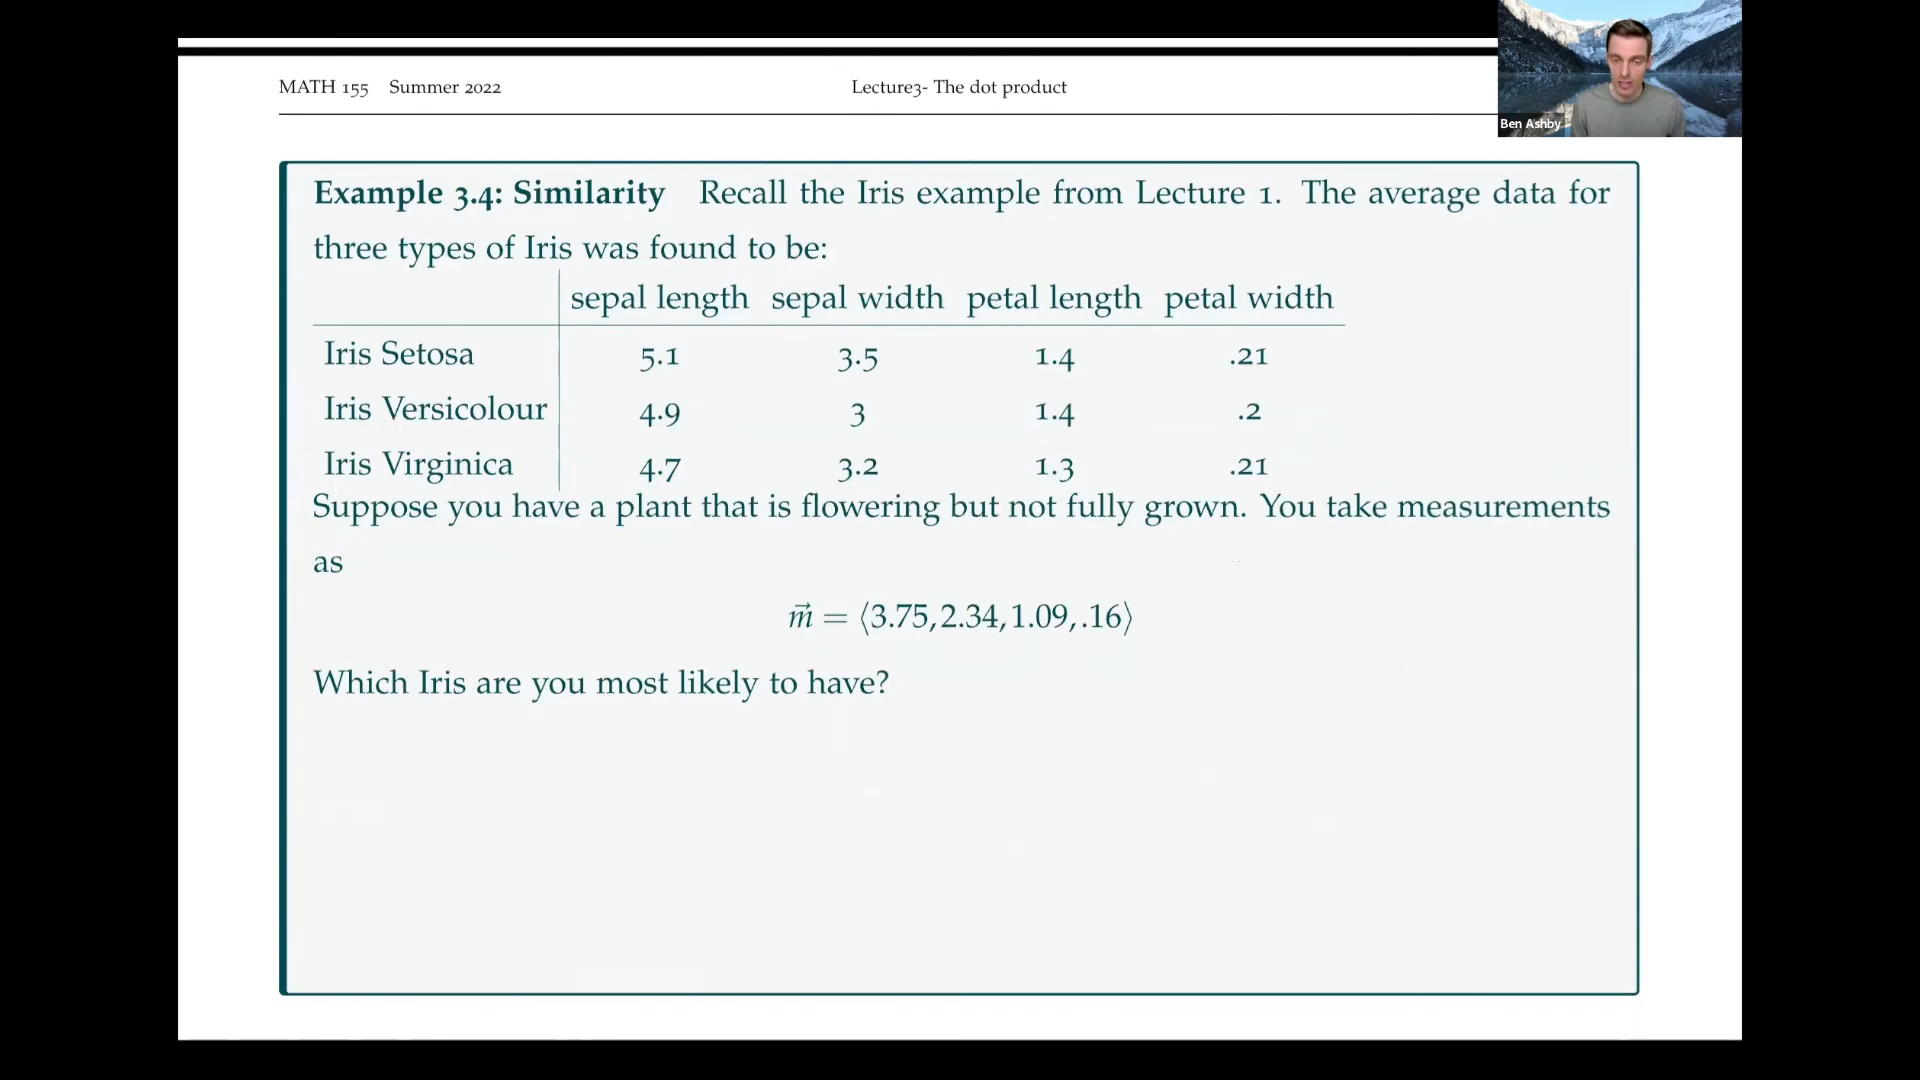 MATH 155 Summer 2022 Lecture3- The dot product
Ben Ashby
Example 3.4: Similarity Recall the Iris example from Lecture 1. The average data for
three types of Iris was found to be:
sepal length sepal width petal length petal width
Iris Setosa 5.1 3.5 1.4 .21
Iris Versicolour 4.9 3 1.4 .2
Iris Virginica 4.7 3.2 1.3 .21
Suppose you have a plant that is flowering but not fully grown. You take measurements
as
m⃗ = ⟨3.75, 2.34, 1.09, .16⟩
Which Iris are you most likely to have?